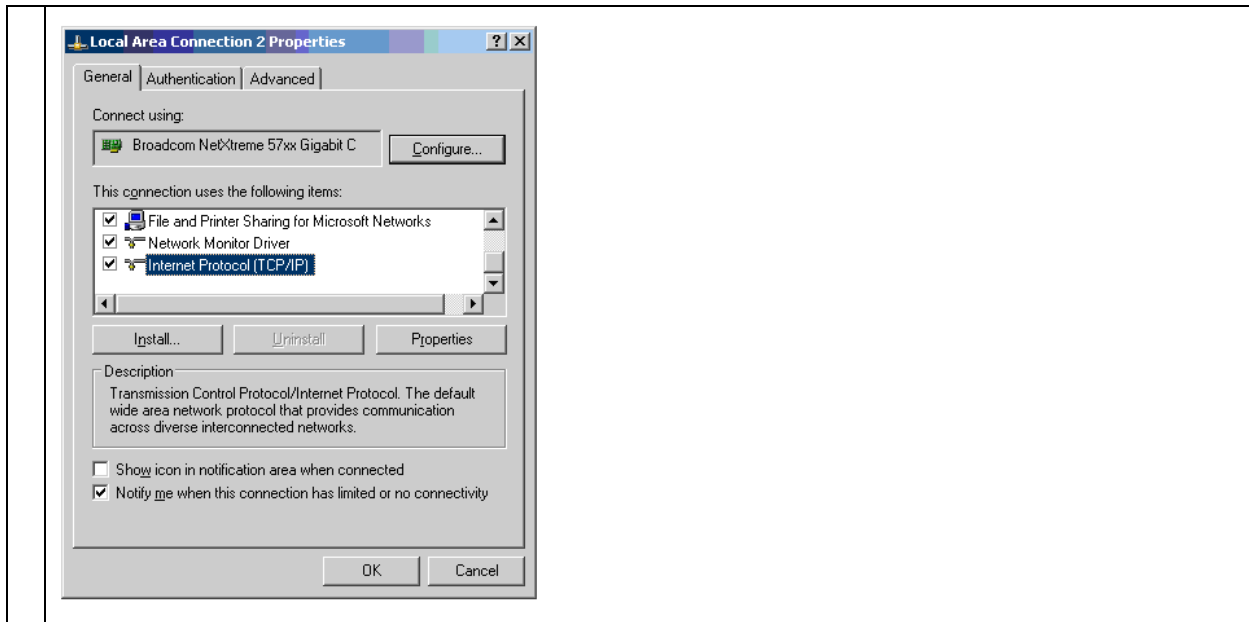 Local Area Connection 2 Properties
General Authentication Advanced
Connect using:
Broadcom NetXtreme 57xx Gigabit C Configure...
This connection uses the following items:
File and Printer Sharing for Microsoft Networks
Network Monitor Driver
Internet Protocol (TCP/IP)
Install... Uninstall Properties
Description
Transmission Control Protocol/Internet Protocol. The default
wide area network protocol that provides communication
across diverse interconnected networks.
Show icon in notification area when connected
Notify me when this connection has limited or no connectivity
OK Cancel